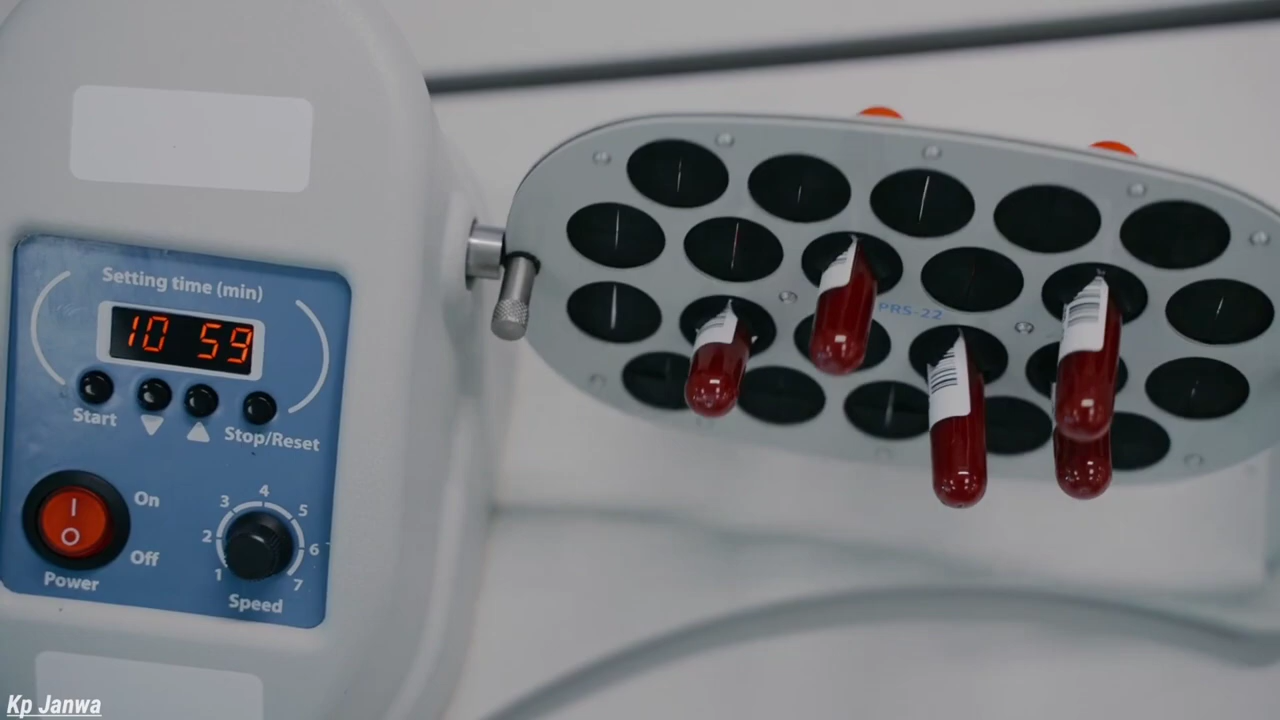 Setting time (min)
10 59
Start
Stop/Reset
On
Off
Power
1 2 3 4 5 6 7
Speed
PRS-22
Kp Janwa